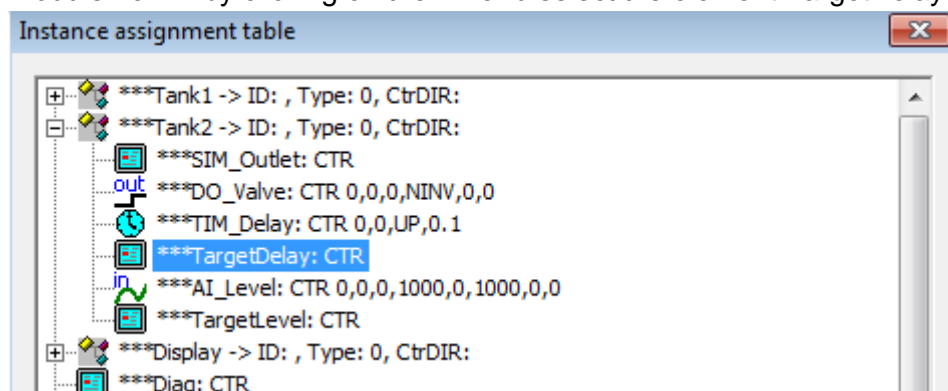 Instance assignment table
***Tank1 -> ID: , Type: 0, CtrDIR:
***Tank2 -> ID: , Type: 0, CtrDIR:
***SIM_Outlet: CTR
out ***DO_Valve: CTR 0,0,0,NINV,0,0
***TIM_Delay: CTR 0,0,UP,0.1
***TargetDelay: CTR
in ***AI_Level: CTR 0,0,0,1000,0,1000,0,0
***TargetLevel: CTR
***Display -> ID: , Type: 0, CtrDIR:
***Diag: CTR